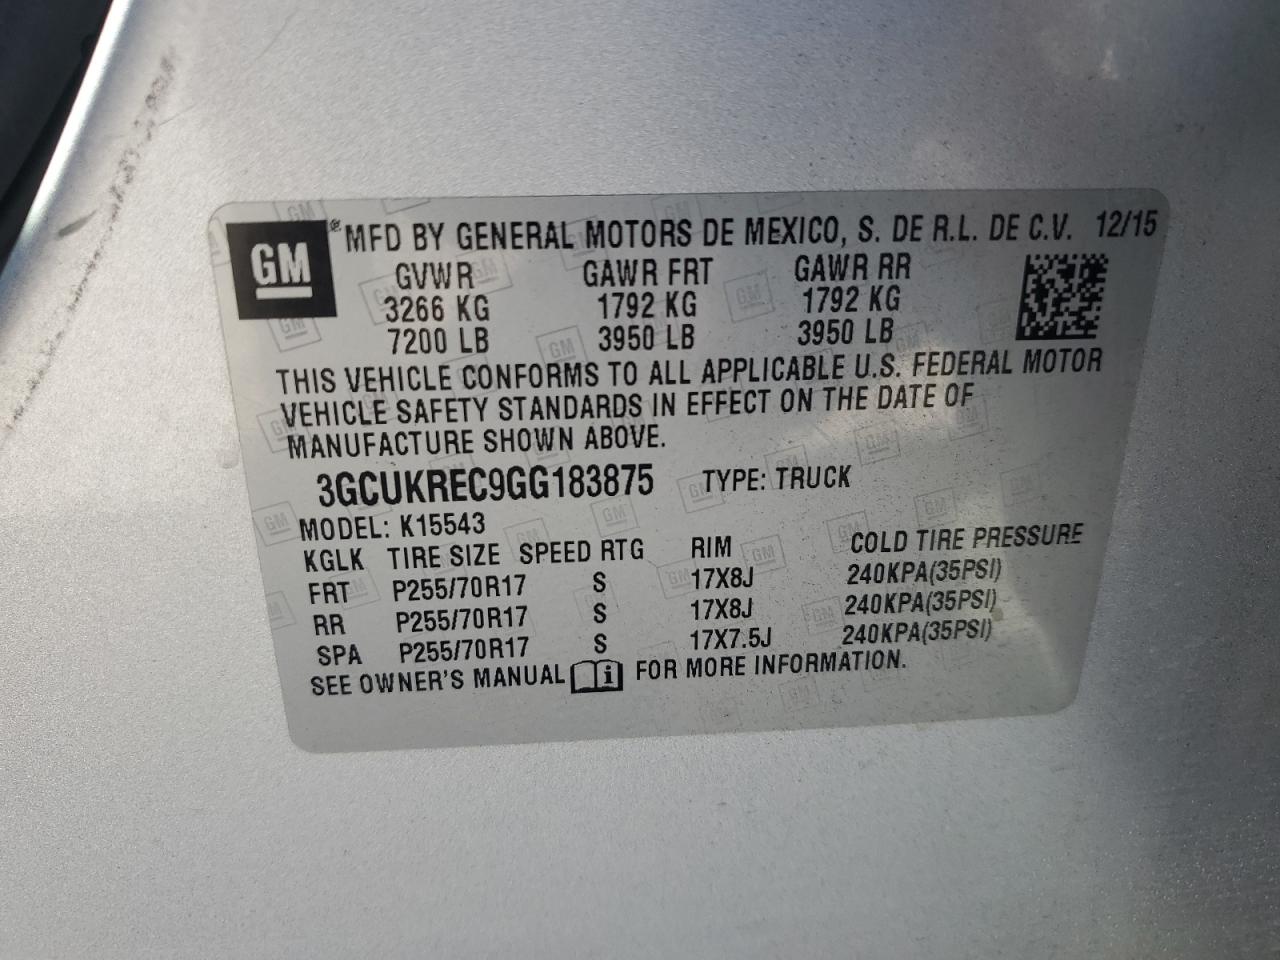 GM ® MFD BY GENERAL MOTORS DE MEXICO, S. DE R.L. DE C.V. 12/15
GVWR GAWR FRT GAWR RR
3266 KG 1792 KG 1792 KG
7200 LB 3950 LB 3950 LB
THIS VEHICLE CONFORMS TO ALL APPLICABLE U.S. FEDERAL MOTOR
VEHICLE SAFETY STANDARDS IN EFFECT ON THE DATE OF
MANUFACTURE SHOWN ABOVE.
3GCUKREC9GG183875 TYPE: TRUCK
MODEL: K15543
KGLK TIRE SIZE SPEED RTG RIM COLD TIRE PRESSURE
FRT P255/70R17 S 17X8J 240KPA(35PSI)
RR P255/70R17 S 17X8J 240KPA(35PSI)
SPA P255/70R17 S 17X7.5J 240KPA(35PSI)
SEE OWNER'S MANUAL i FOR MORE INFORMATION.